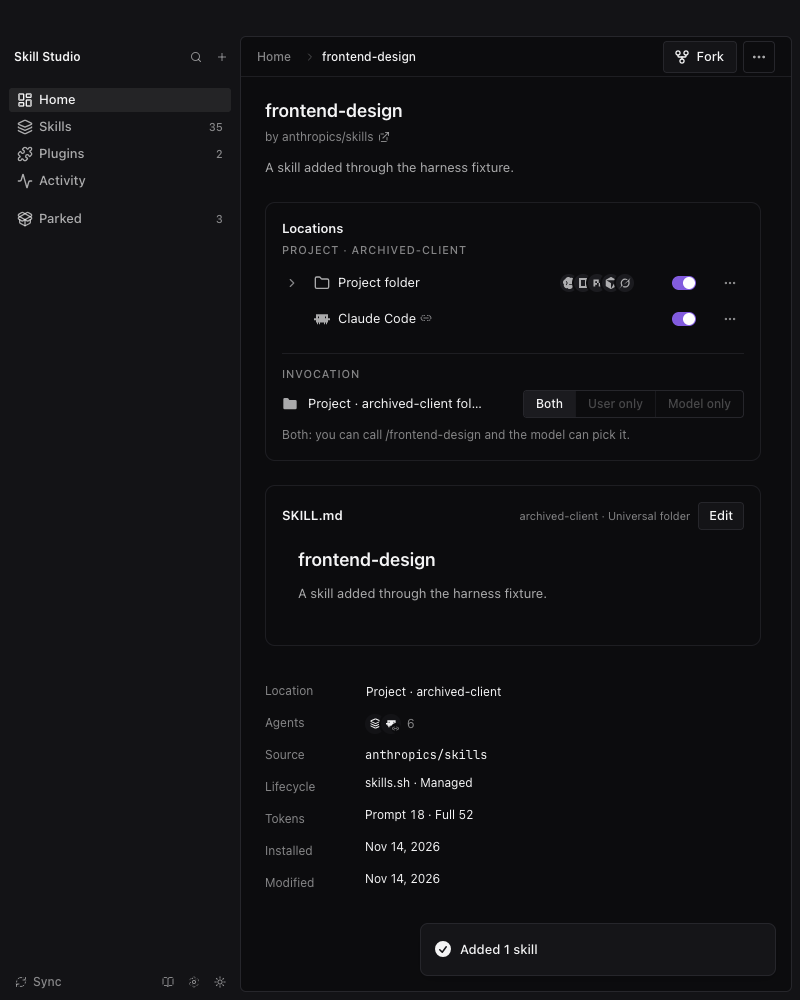 Skill Studio
Home
Skills 35
Plugins 2
Activity
Parked 3
Sync
Home frontend-design
Fork
frontend-design
by anthropics/skills
A skill added through the harness fixture.
Locations
PROJECT · ARCHIVED-CLIENT
Project folder
Claude Code
INVOCATION
Project · archived-client fol...
Both User only Model only
Both: you can call /frontend-design and the model can pick it.
SKILL.md archived-client · Universal folder Edit
frontend-design
A skill added through the harness fixture.
Location Project · archived-client
Agents 6
Source anthropics/skills
Lifecycle skills.sh · Managed
Tokens Prompt 18 · Full 52
Installed Nov 14, 2026
Modified Nov 14, 2026
Added 1 skill